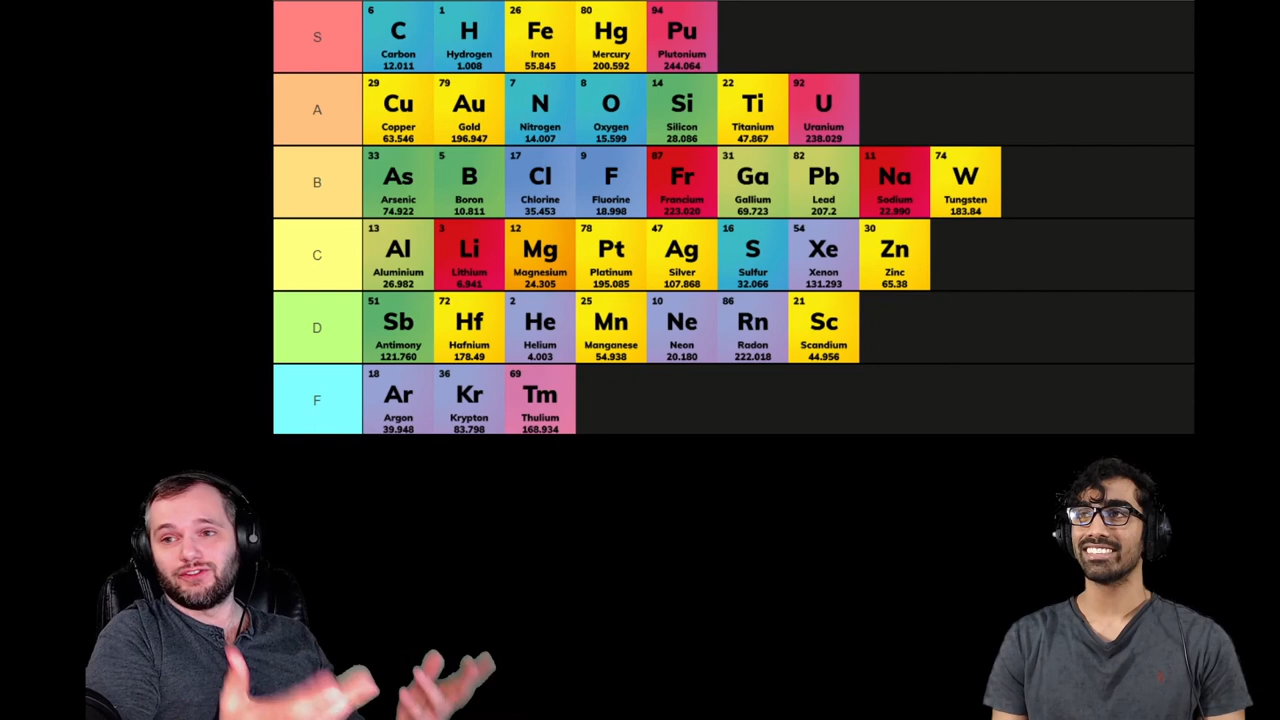 S
6 1 26 80 94
C H Fe Hg Pu
Carbon Hydrogen Iron Mercury Plutonium
12.011 1.008 55.845 200.592 244.064
A
29 79 7 8 14 22 92
Cu Au N O Si Ti U
Copper Gold Nitrogen Oxygen Silicon Titanium Uranium
63.546 196.947 14.007 15.599 28.086 47.867 238.029
B
33 5 17 9 87 31 82 11 74
As B Cl F Fr Ga Pb Na W
Arsenic Boron Chlorine Fluorine Francium Gallium Lead Sodium Tungsten
74.922 10.811 35.453 18.998 223.020 69.723 207.2 22.990 183.84
C
13 3 12 78 47 16 54 30
Al Li Mg Pt Ag S Xe Zn
Aluminium Lithium Magnesium Platinum Silver Sulfur Xenon Zinc
26.982 6.941 24.305 195.085 107.868 32.066 131.293 65.38
D
51 72 2 25 10 86 21
Sb Hf He Mn Ne Rn Sc
Antimony Hafnium Helium Manganese Neon Radon Scandium
121.760 178.49 4.003 54.938 20.180 222.018 44.956
F
18 36 69
Ar Kr Tm
Argon Krypton Thulium
39.948 83.798 168.934